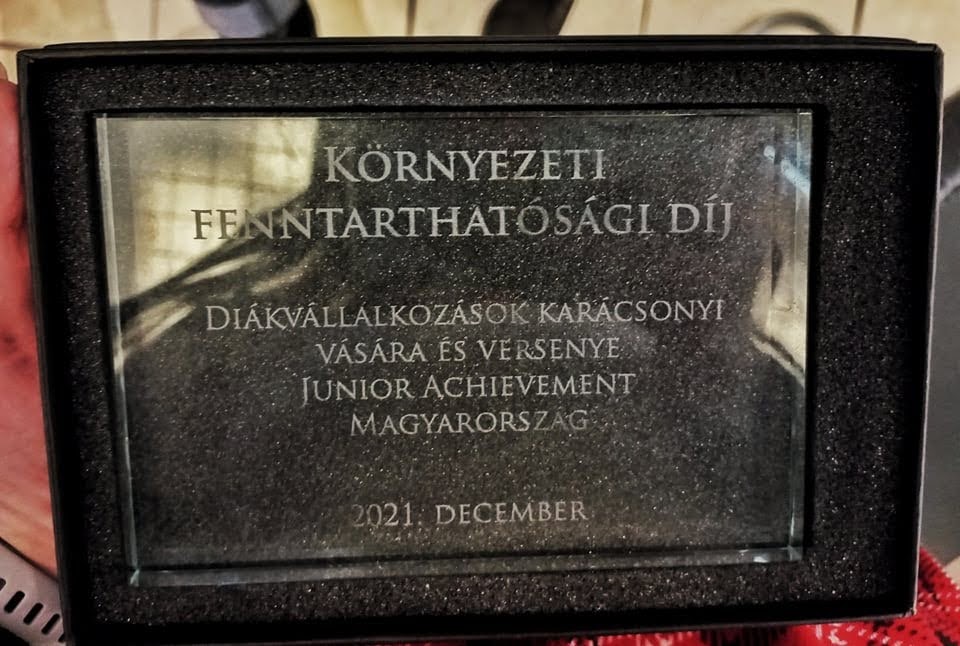 KÖRNYEZETI
FENNTARTHATÓSÁGI DÍJ
DIÁKVÁLLALKOZÁSOK KARÁCSONYI
VÁSÁRA ÉS VERSENYE
JUNIOR ACHIEVEMENT
MAGYARORSZÁG
2021. DECEMBER